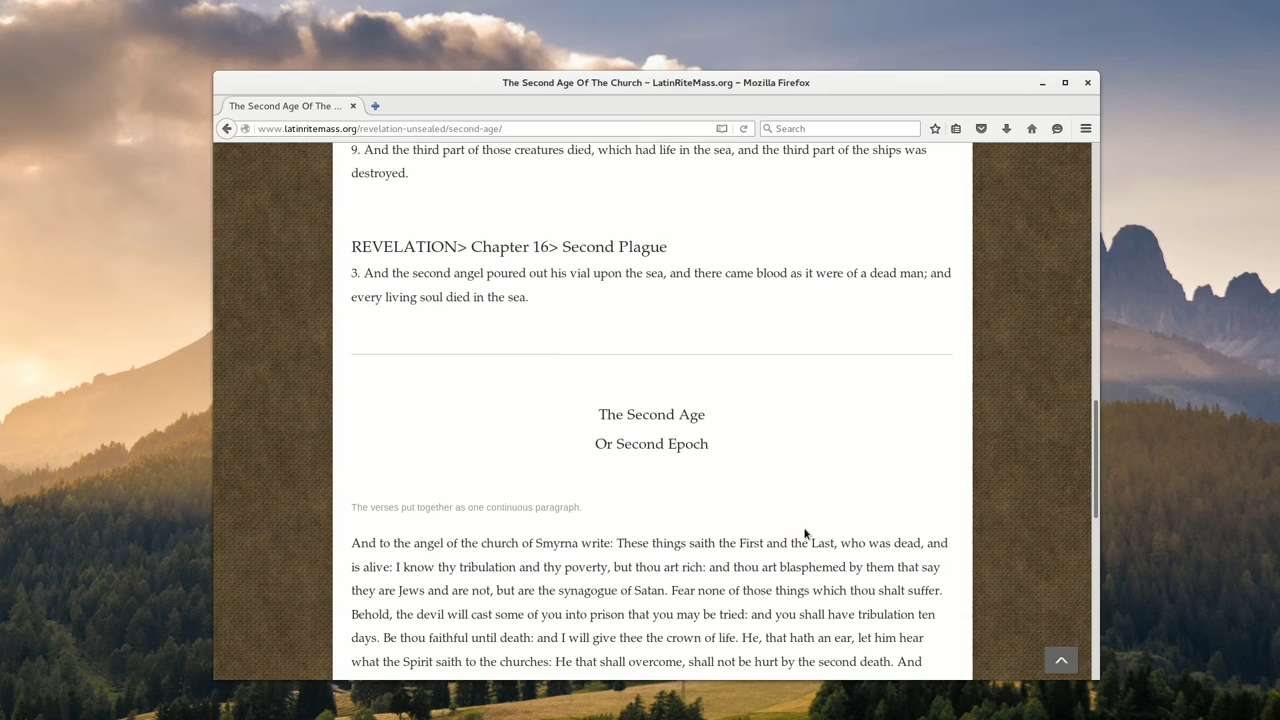 The Second Age Of The Church – LatinRiteMass.org – Mozilla Firefox
The Second Age Of The ...
www.latinritemass.org/revelation-unsealed/second-age/
Search
9. And the third part of those creatures died, which had life in the sea, and the third part of the ships was
destroyed.
REVELATION> Chapter 16> Second Plague
3. And the second angel poured out his vial upon the sea, and there came blood as it were of a dead man; and
every living soul died in the sea.
The Second Age
Or Second Epoch
The verses put together as one continuous paragraph.
And to the angel of the church of Smyrna write: These things saith the First and the Last, who was dead, and
is alive: I know thy tribulation and thy poverty, but thou art rich: and thou art blasphemed by them that say
they are Jews and are not, but are the synagogue of Satan. Fear none of those things which thou shalt suffer.
Behold, the devil will cast some of you into prison that you may be tried: and you shall have tribulation ten
days. Be thou faithful until death: and I will give thee the crown of life. He, that hath an ear, let him hear
what the Spirit saith to the churches: He that shall overcome, shall not be hurt by the second death. And